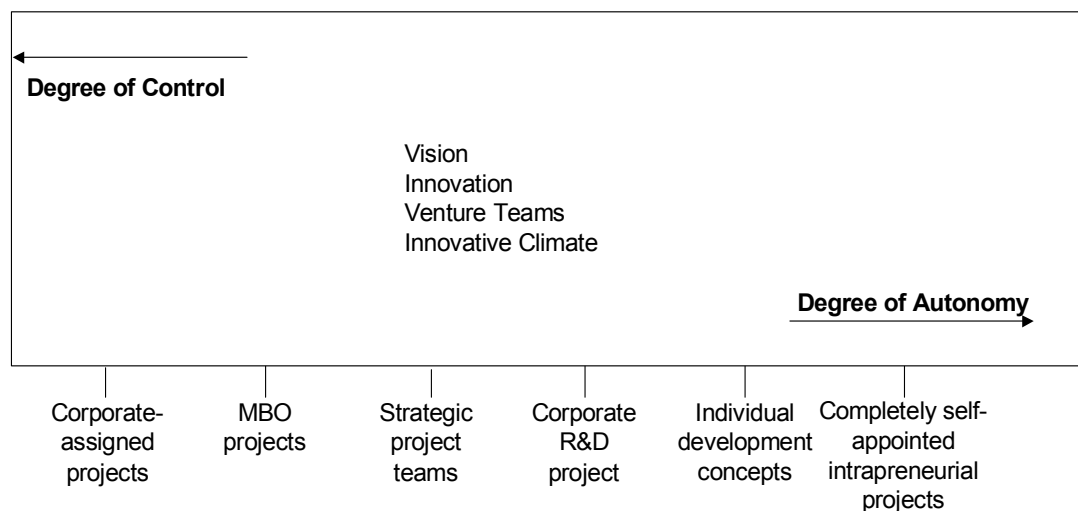 Degree of Control
Vision
Innovation
Venture Teams
Innovative Climate
Degree of Autonomy
Corporate-
assigned
projects
MBO
projects
Strategic
project
teams
Corporate
R&D
project
Individual
development
concepts
Completely self-
appointed
intrapreneurial
projects